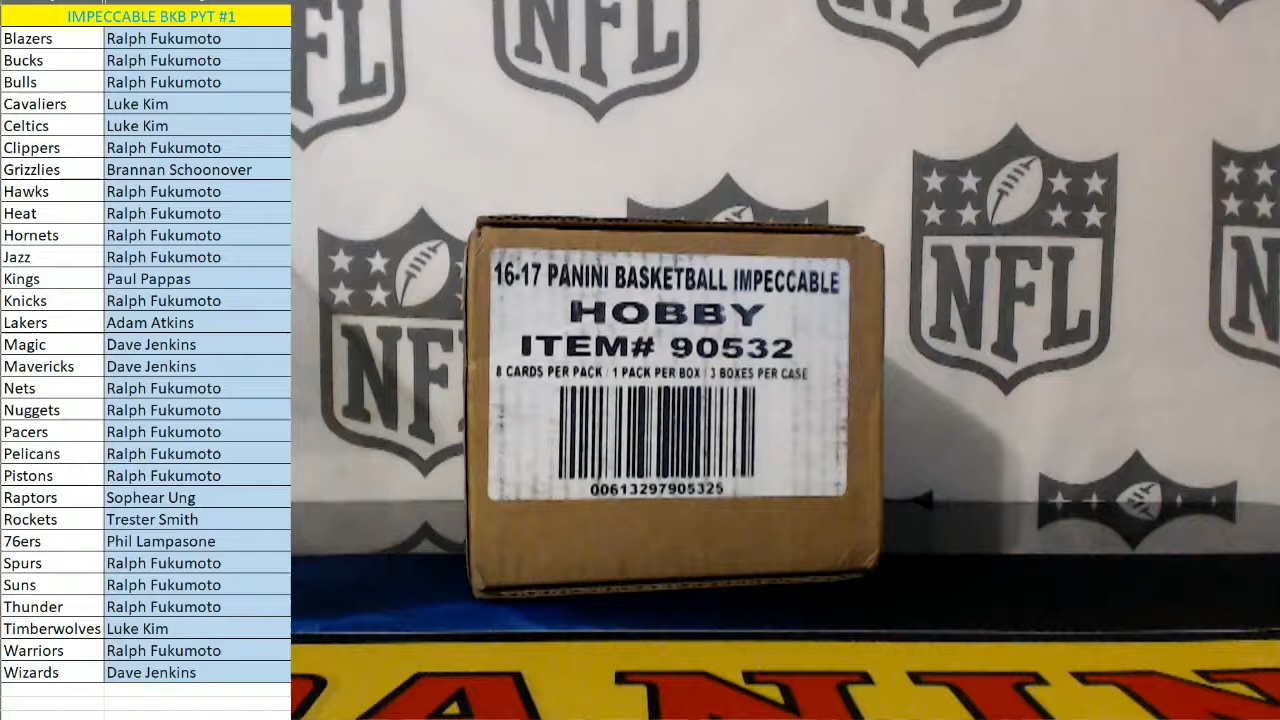 IMPECCABLE BKB PYT #1
Blazers Ralph Fukumoto
Bucks Ralph Fukumoto
Bulls Ralph Fukumoto
Cavaliers Luke Kim
Celtics Luke Kim
Clippers Ralph Fukumoto
Grizzlies Brannan Schoonover
Hawks Ralph Fukumoto
Heat Ralph Fukumoto
Hornets Ralph Fukumoto
Jazz Ralph Fukumoto
Kings Paul Pappas
Knicks Ralph Fukumoto
Lakers Adam Atkins
Magic Dave Jenkins
Mavericks Dave Jenkins
Nets Ralph Fukumoto
Nuggets Ralph Fukumoto
Pacers Ralph Fukumoto
Pelicans Ralph Fukumoto
Pistons Ralph Fukumoto
Raptors Sophear Ung
Rockets Trester Smith
76ers Phil Lampasone
Spurs Ralph Fukumoto
Suns Ralph Fukumoto
Thunder Ralph Fukumoto
Timberwolves Luke Kim
Warriors Ralph Fukumoto
Wizards Dave Jenkins
NFL
NFL
NFL
NFL
NFL
16-17 PANINI BASKETBALL IMPECCABLE
HOBBY
ITEM# 90532
8 CARDS PER PACK / 1 PACK PER BOX / 3 BOXES PER CASE
00613297905325
PANINI